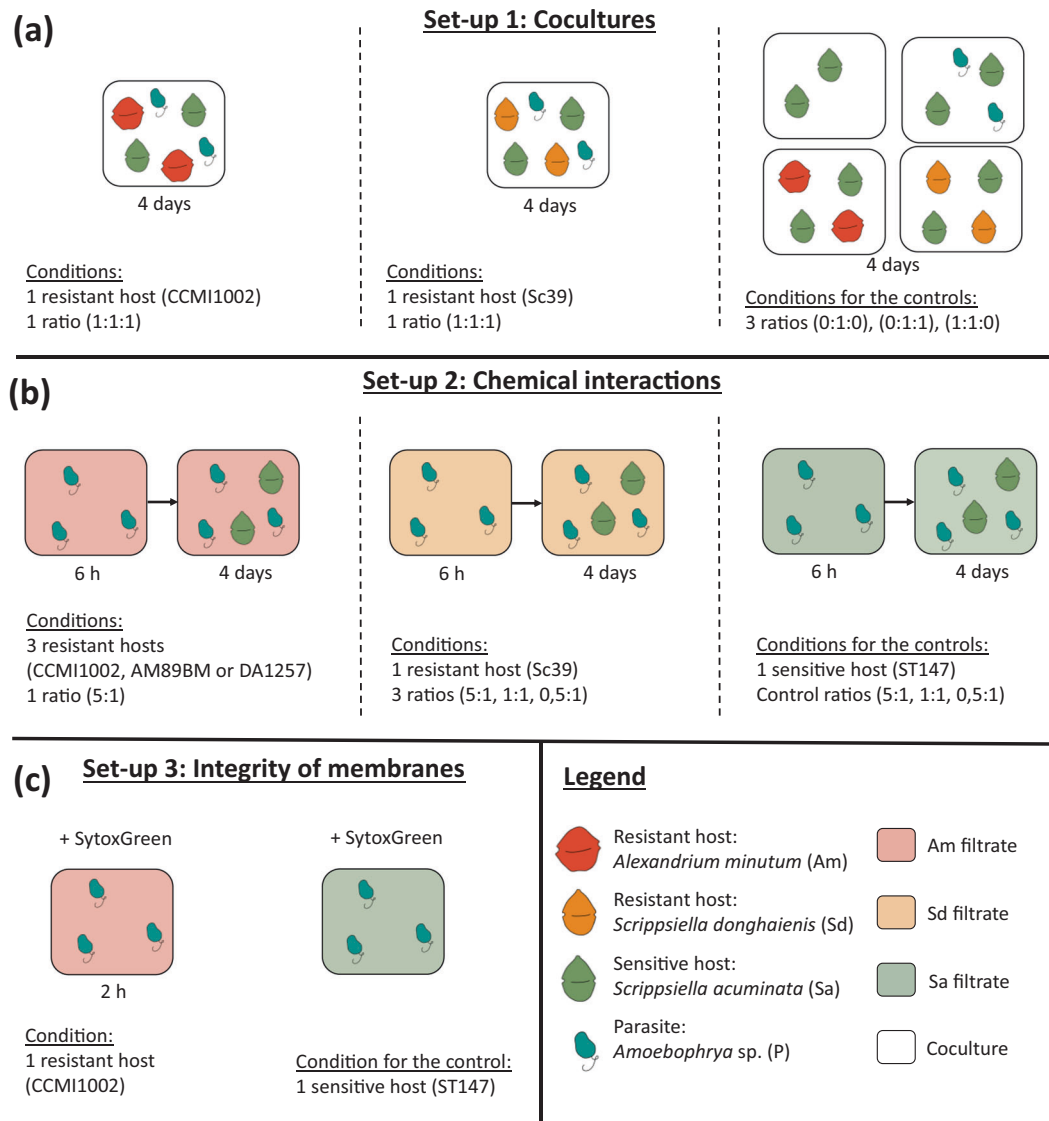 (a)
Set-up 1: Cocultures
4 days
Conditions:
1 resistant host (CCMI1002)
1 ratio (1:1:1)
4 days
Conditions:
1 resistant host (Sc39)
1 ratio (1:1:1)
4 days
Conditions for the controls:
3 ratios (0:1:0), (0:1:1), (1:1:0)
(b)
Set-up 2: Chemical interactions
6 h
4 days
Conditions:
3 resistant hosts
(CCMI1002, AM89BM or DA1257)
1 ratio (5:1)
6 h
4 days
Conditions:
1 resistant host (Sc39)
3 ratios (5:1, 1:1, 0,5:1)
6 h
4 days
Conditions for the controls:
1 sensitive host (ST147)
Control ratios (5:1, 1:1, 0,5:1)
(c)
Set-up 3: Integrity of membranes
+ SytoxGreen
2 h
Condition:
1 resistant host
(CCMI1002)
+ SytoxGreen
Condition for the control:
1 sensitive host (ST147)
Legend
Resistant host:
Alexandrium minutum (Am)
Resistant host:
Scrippsiella donghaienis (Sd)
Sensitive host:
Scrippsiella acuminata (Sa)
Parasite:
Amoebophrya sp. (P)
Am filtrate
Sd filtrate
Sa filtrate
Coculture